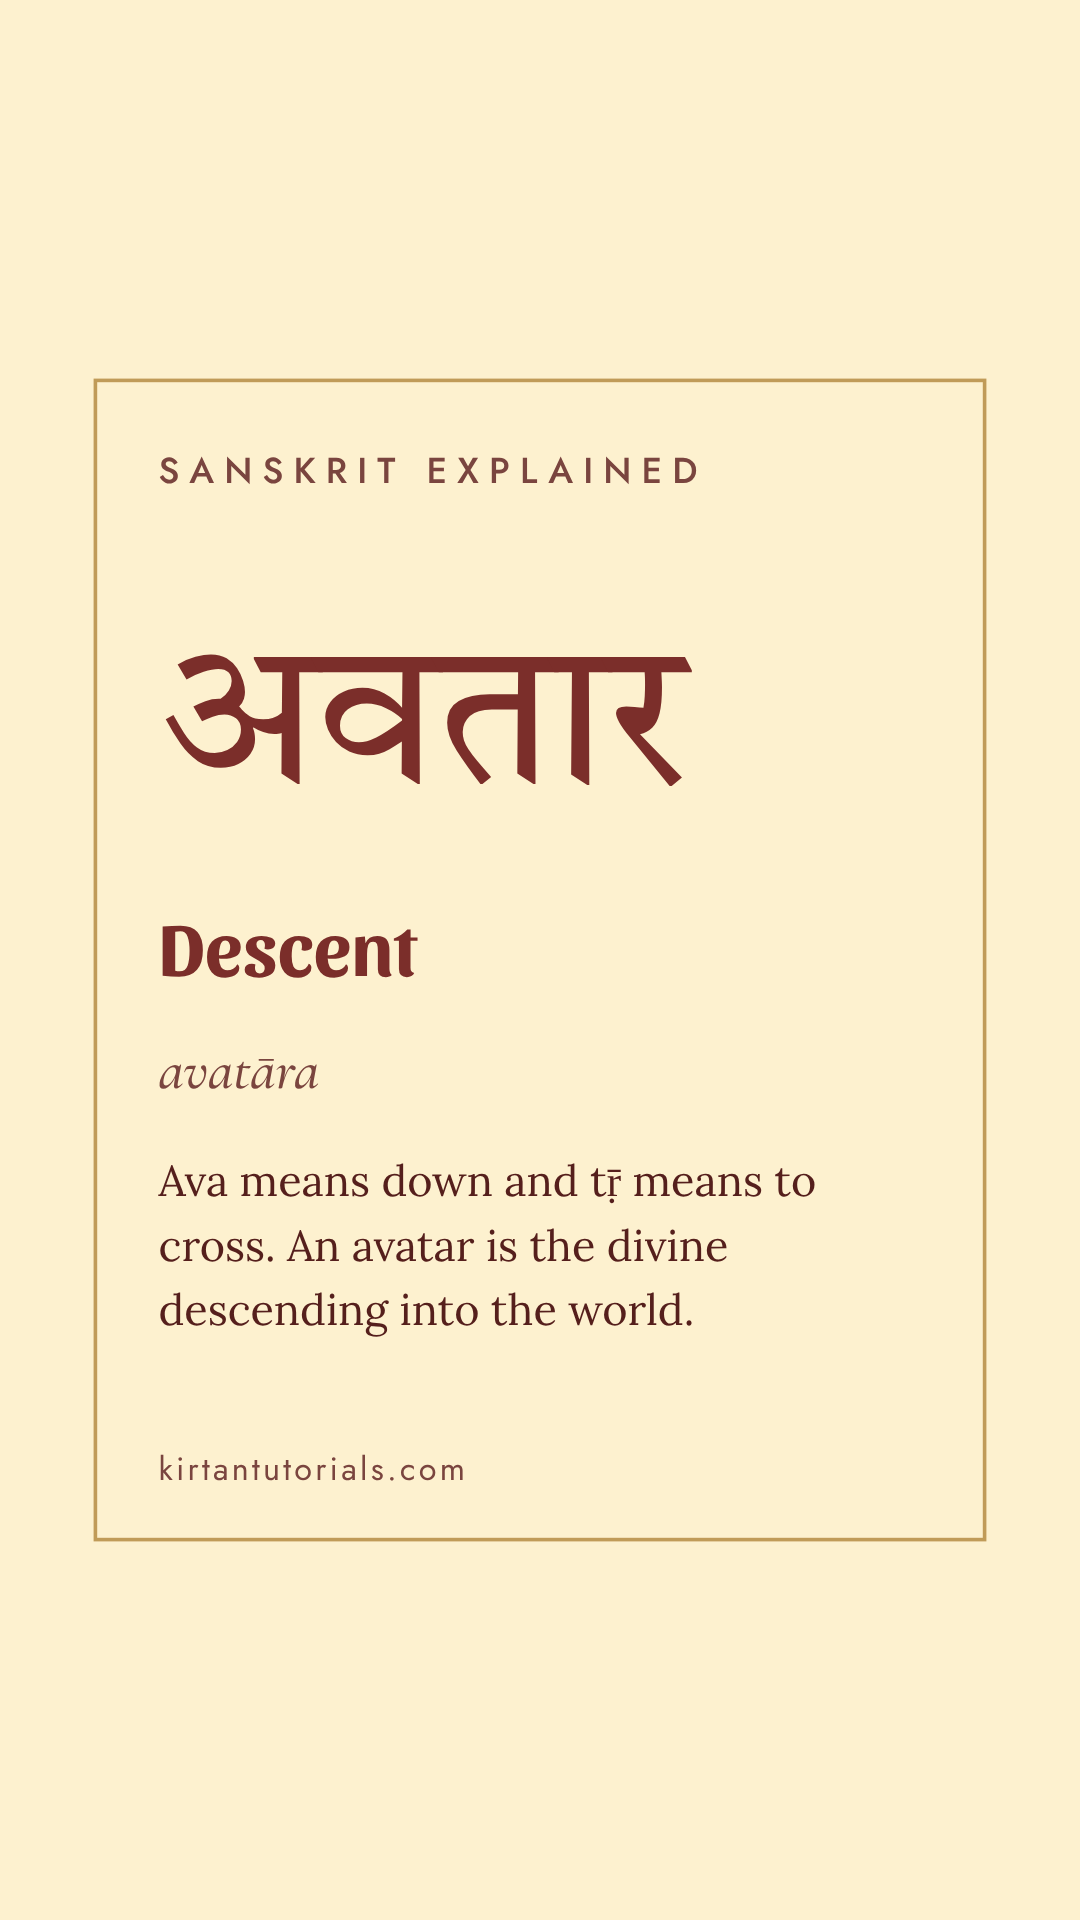 SANSKRIT EXPLAINED
अवतार
Descent
avatāra
Ava means down and tṝ means to
cross. An avatar is the divine
descending into the world.
kirtantutorials.com